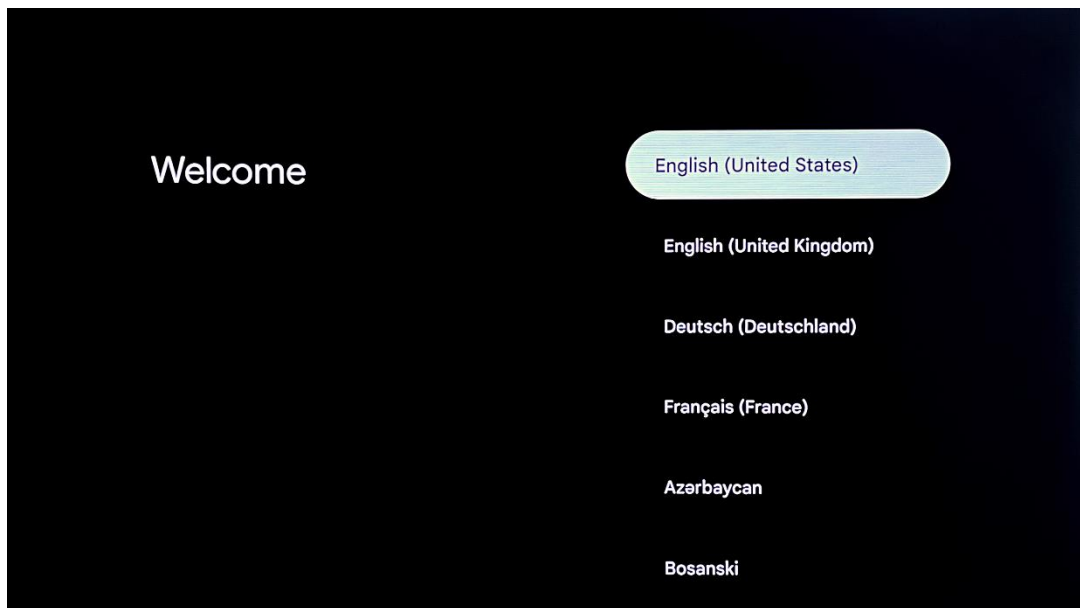 Welcome
English (United States)
English (United Kingdom)
Deutsch (Deutschland)
Français (France)
Azərbaycan
Bosanski